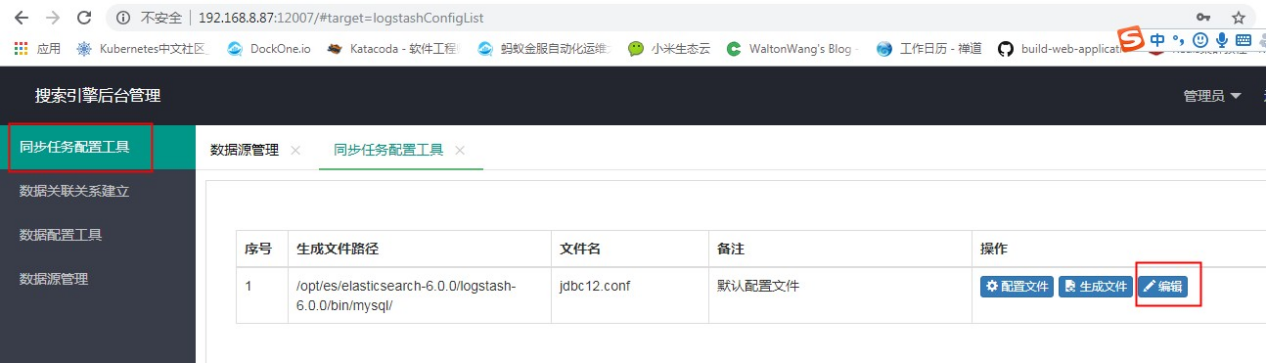 不安全 | 192.168.8.87:12007/#target=logstashConfigList
应用 Kubernetes中文社区 DockOne.io Katacoda - 软件工程 蚂蚁金服自动化运维 小米生态云 WaltonWang's Blog - 工作日历 - 禅道 build-web-applicati
中
搜索引擎后台管理 管理员
同步任务配置工具 数据源管理 × 同步任务配置工具 ×
数据关联关系建立
数据配置工具
数据源管理
序号 生成文件路径 文件名 备注 操作
1 /opt/es/elasticsearch-6.0.0/logstash- jdbc12.conf 默认配置文件 配置文件 生成文件 编辑
6.0.0/bin/mysql/